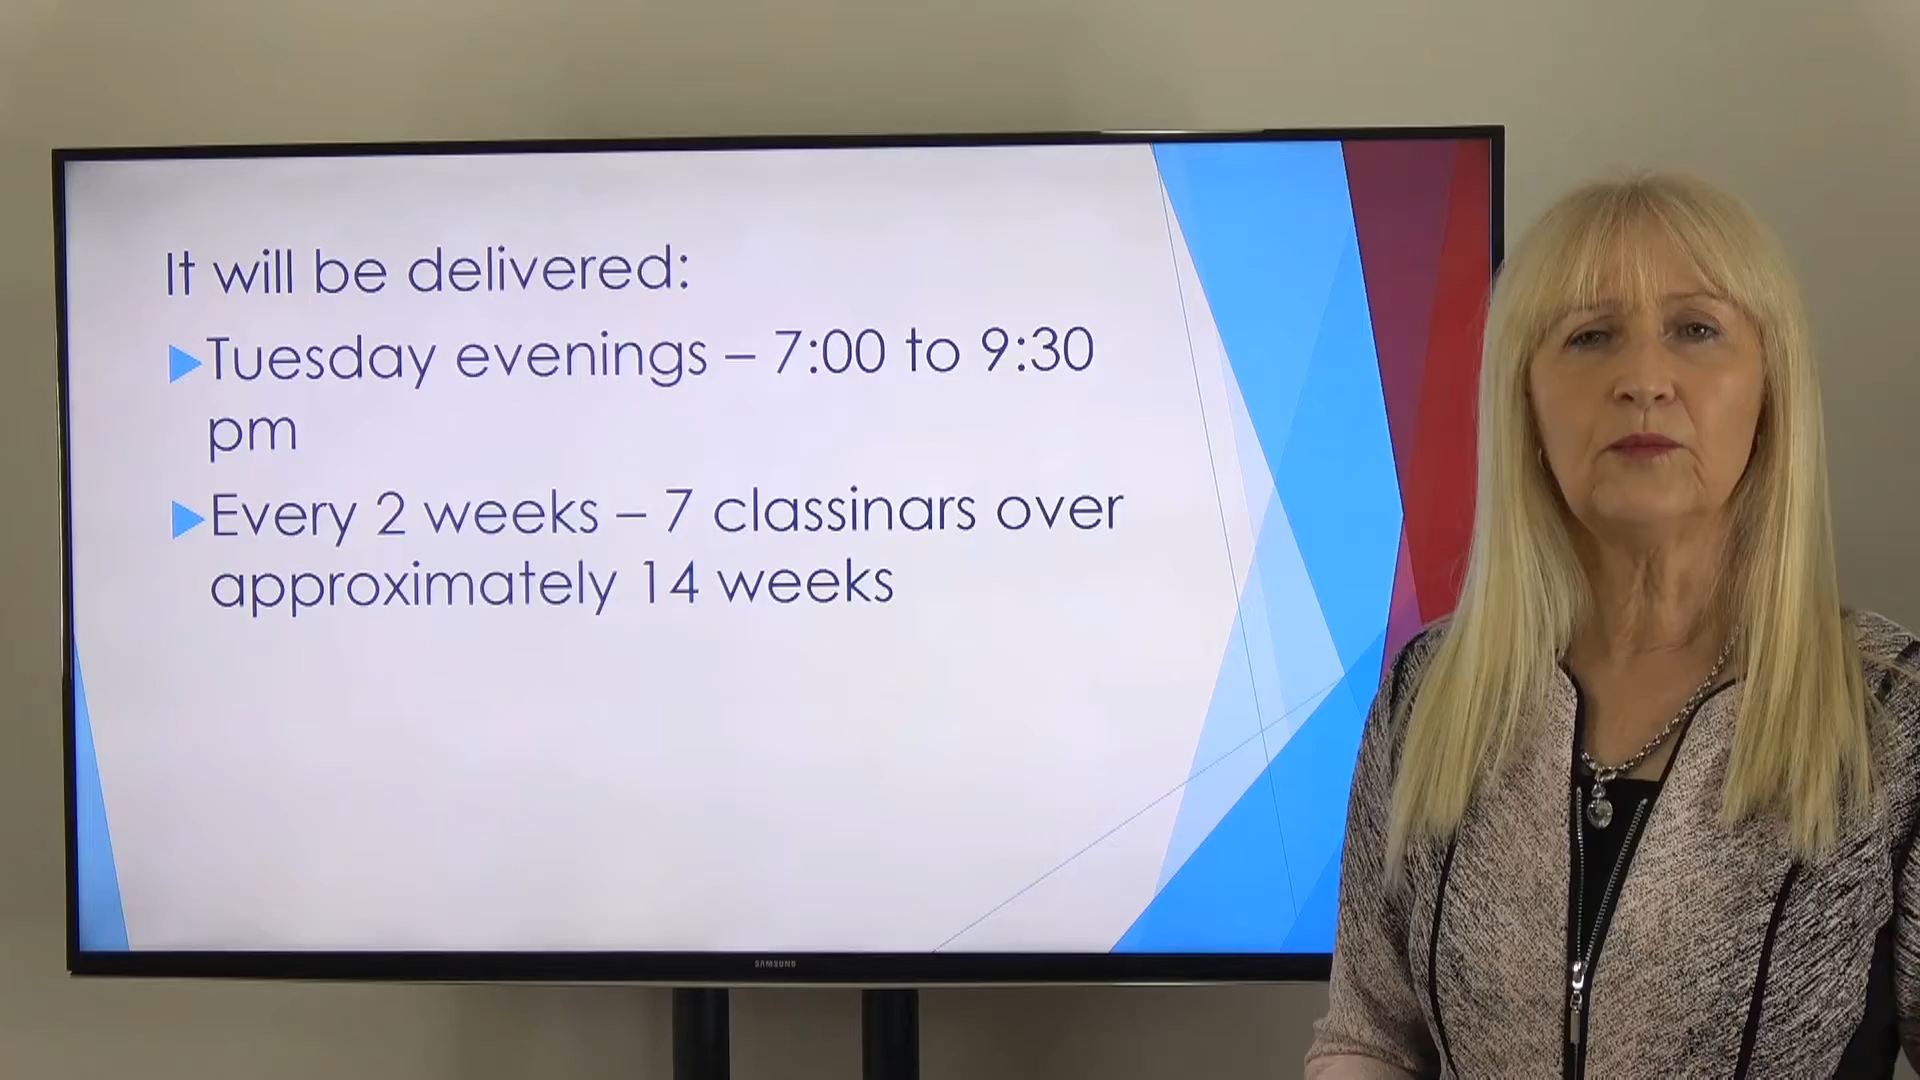 It will be delivered:
Tuesday evenings – 7:00 to 9:30
pm
Every 2 weeks – 7 classinars over
approximately 14 weeks
SAMSUNG